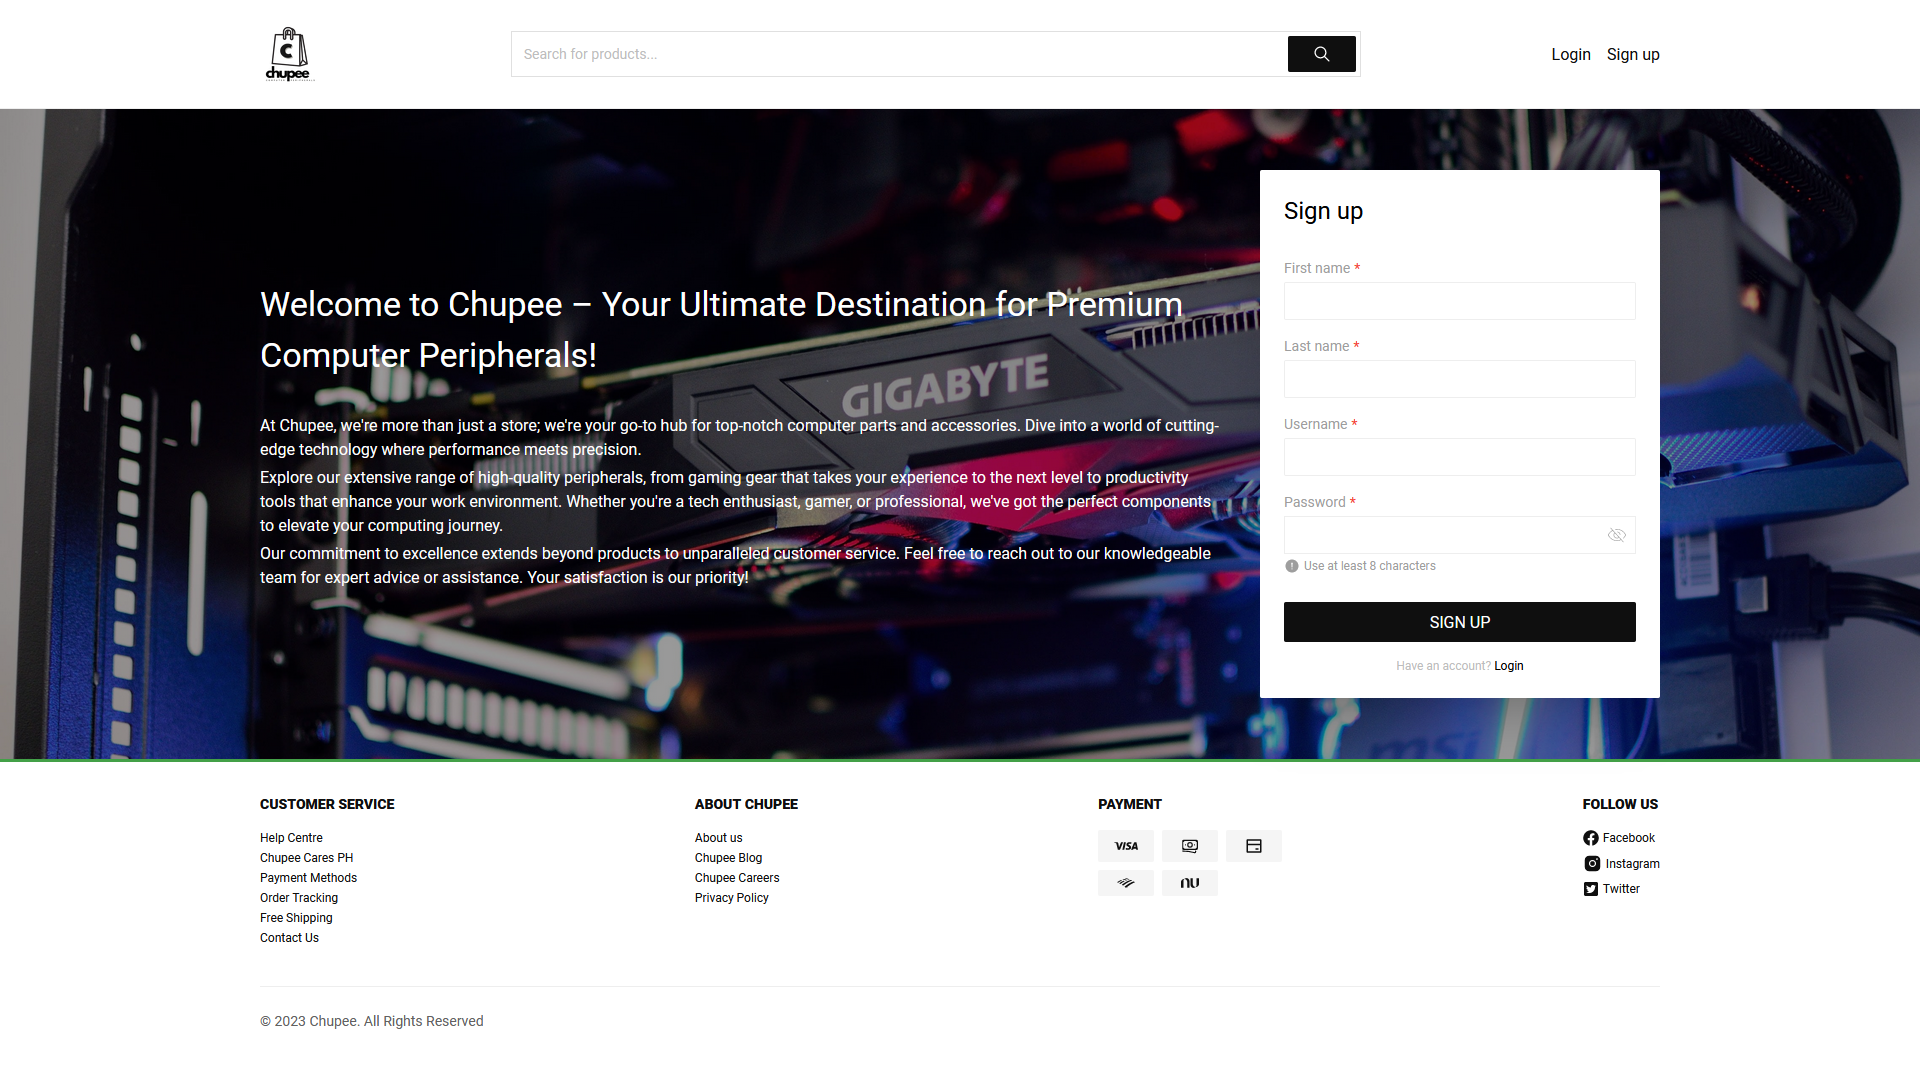 C
chupee
Search for products...
Login
Sign up
Welcome to Chupee – Your Ultimate Destination for Premium
Computer Peripherals!
GIGABYTE
At Chupee, we're more than just a store; we're your go-to hub for top-notch computer parts and accessories. Dive into a world of cutting-
edge technology where performance meets precision.
Explore our extensive range of high-quality peripherals, from gaming gear that takes your experience to the next level to productivity
tools that enhance your work environment. Whether you're a tech enthusiast, gamer, or professional, we've got the perfect components
to elevate your computing journey.
Our commitment to excellence extends beyond products to unparalleled customer service. Feel free to reach out to our knowledgeable
team for expert advice or assistance. Your satisfaction is our priority!
Sign up
First name *
Last name *
Username *
Password *
Use at least 8 characters
SIGN UP
Have an account? Login
msi
CUSTOMER SERVICE
Help Centre
Chupee Cares PH
Payment Methods
Order Tracking
Free Shipping
Contact Us
ABOUT CHUPEE
About us
Chupee Blog
Chupee Careers
Privacy Policy
PAYMENT
VISA
nu
FOLLOW US
Facebook
Instagram
Twitter
© 2023 Chupee. All Rights Reserved